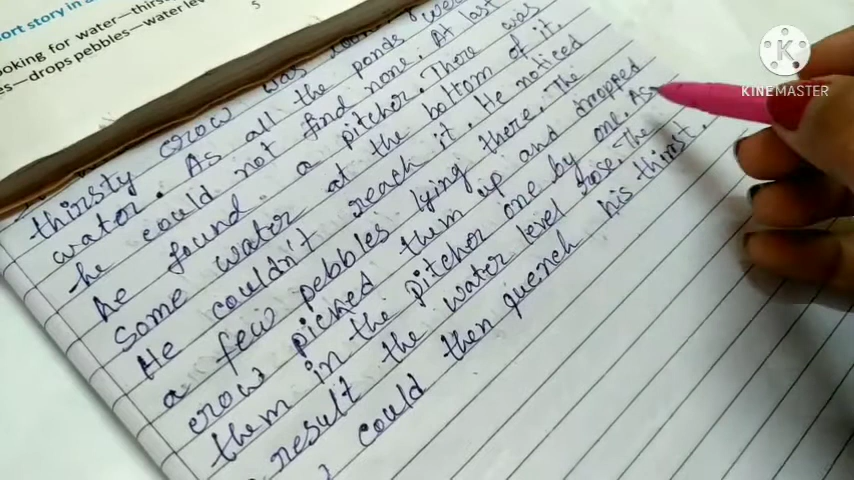 ort story in a
5
ooking for water—thirs
es—drops pebbles—water lev
KINEMASTER
thirsty crow was
water. As all the ponds were
he could not find none. At last
he found a pitcher. There was
some water at the bottom of it.
He couldn't reach it. He noticed
a few pebbles lying there. The
crow piched them up and dropped
them in the pitcher one by one. As
a result the water level rose. The
could then quench his thirst.